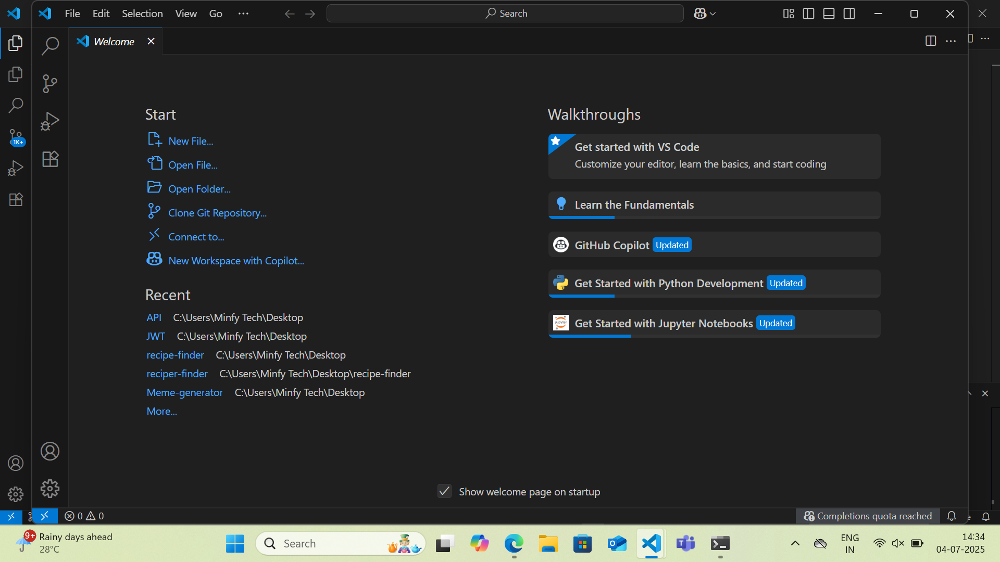 File Edit Selection View Go ···
Search
Welcome
Start
New File...
Open File...
Open Folder...
Clone Git Repository...
Connect to...
New Workspace with Copilot...
Recent
API C:\Users\Minfy Tech\Desktop
JWT C:\Users\Minfy Tech\Desktop
recipe-finder C:\Users\Minfy Tech\Desktop
reciper-finder C:\Users\Minfy Tech\Desktop\recipe-finder
Meme-generator C:\Users\Minfy Tech\Desktop
More...
Walkthroughs
Get started with VS Code
Customize your editor, learn the basics, and start coding
Learn the Fundamentals
GitHub Copilot Updated
Get Started with Python Development Updated
jupyter Get Started with Jupyter Notebooks Updated
1K+
Show welcome page on startup
0 0
Completions quota reached
9+ Rainy days ahead
28°C
Search
ENG
IN
14:34
04-07-2025